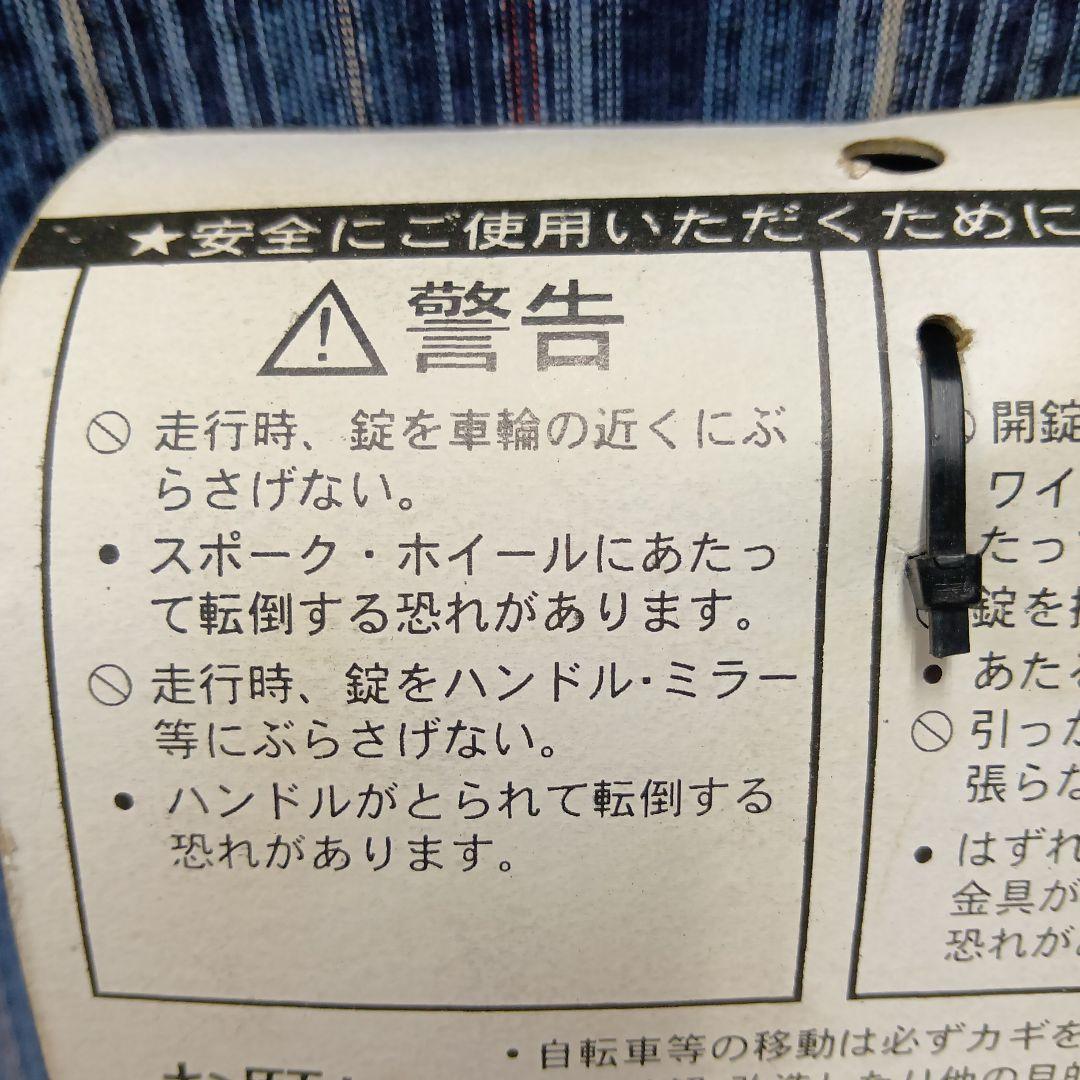 ★安全にご使用いただくために
⚠警告
🚫走行時、錠を車輪の近くにぶ
らさげない。
•スポーク・ホイールにあたっ
て転倒する恐れがあります。
🚫走行時、錠をハンドル・ミラー
等にぶらさげない。
•ハンドルがとられて転倒する
恐れがあります。
開錠
ワイ
たっ
錠を
•あたる
🚫引っか
張らな
•はずれ
金具が
恐れが
・自転車等の移動は必ずカギを